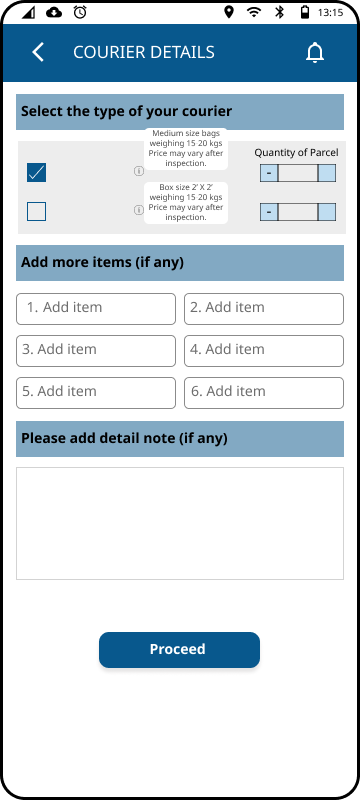 13:15
COURIER DETAILS
Select the type of your courier
Medium size bags
weighing 15 20 kgs
Price may vary after
inspection.
Quantity of Parcel
-
Box size 2' X 2'
weighing 15 20 kgs
Price may vary after
inspection.
-
Add more items (if any)
1. Add item
2. Add item
3. Add item
4. Add item
5. Add item
6. Add item
Please add detail note (if any)
Proceed